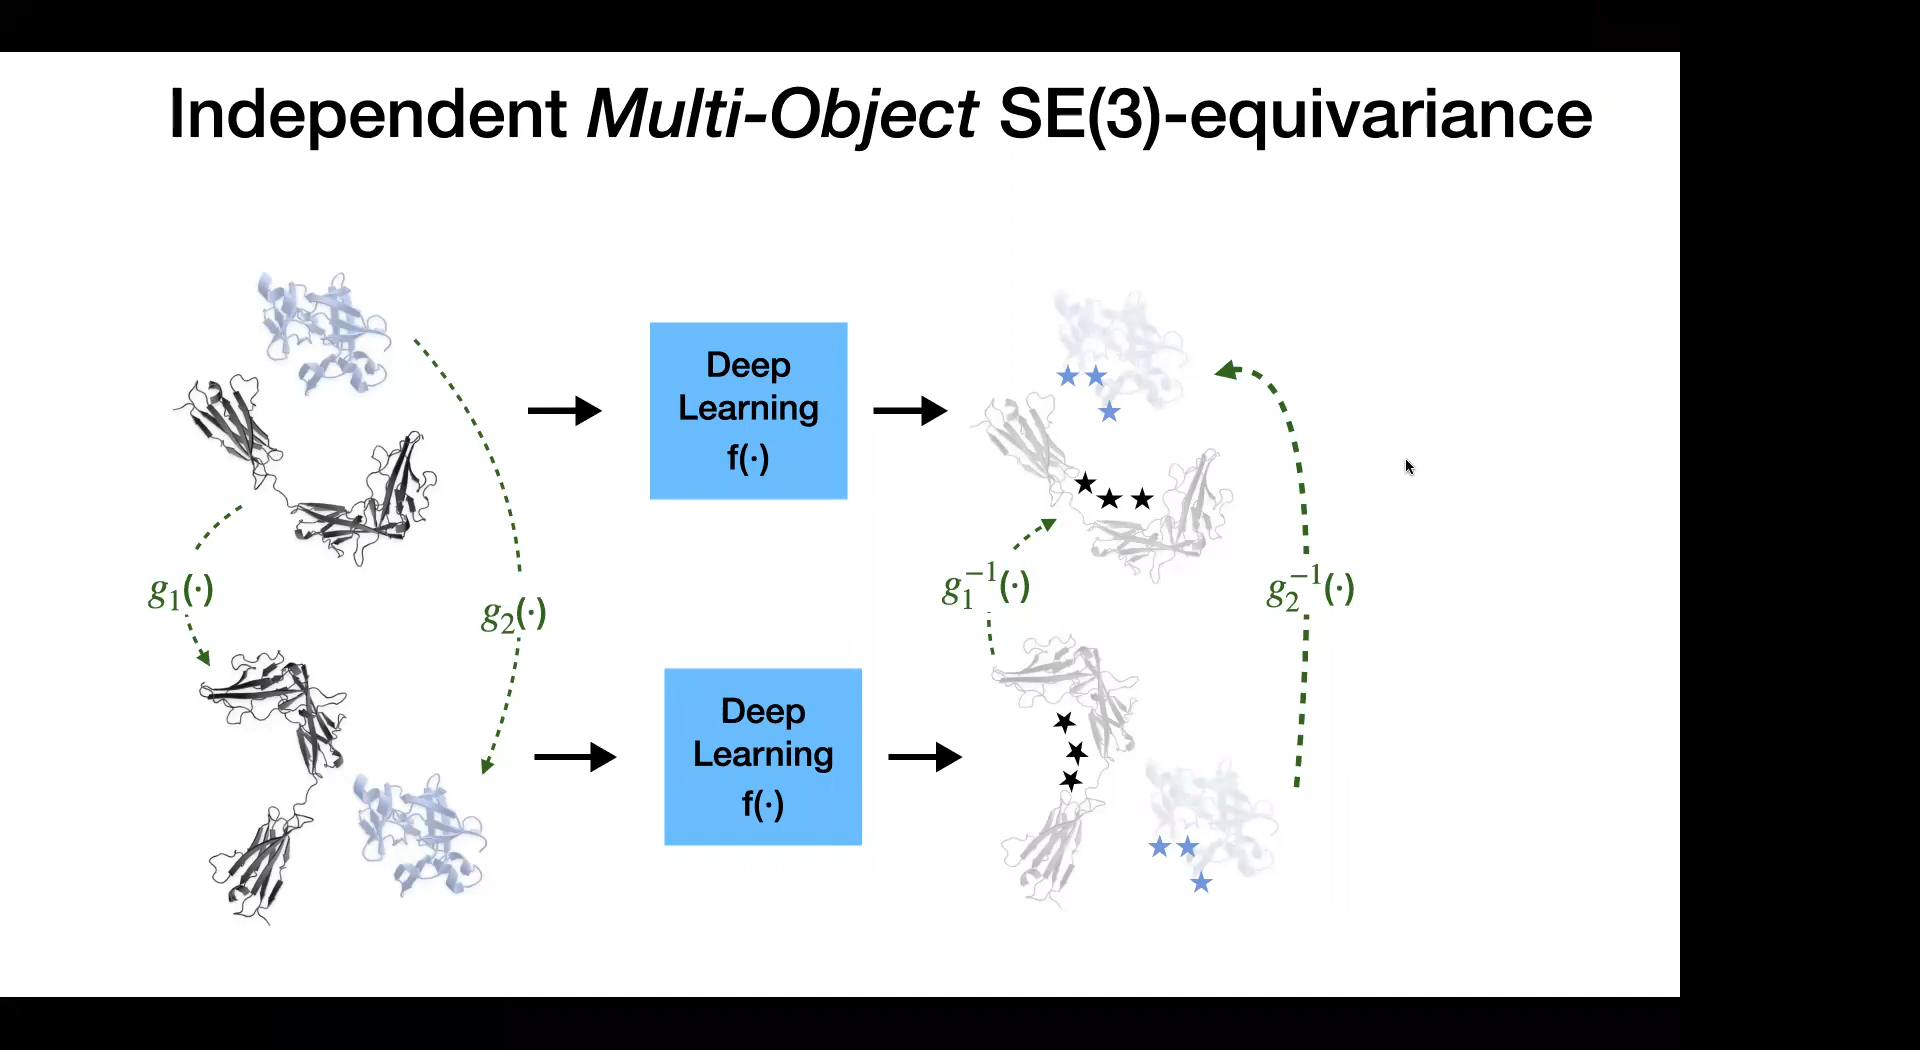 Independent Multi-Object SE(3)-equivariance
Deep
Learning
f(·)
g₁(·)
g₂(·)
g₁⁻¹(·)
g₂⁻¹(·)
Deep
Learning
f(·)